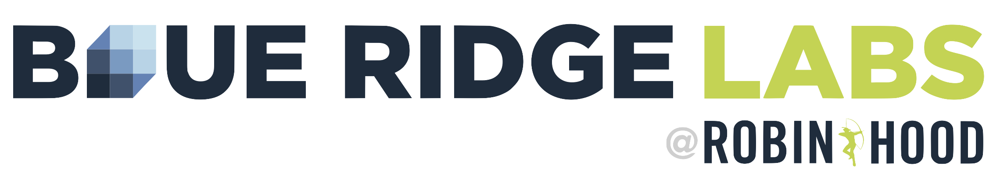 BLUE RIDGE LABS
@ROBIN HOOD